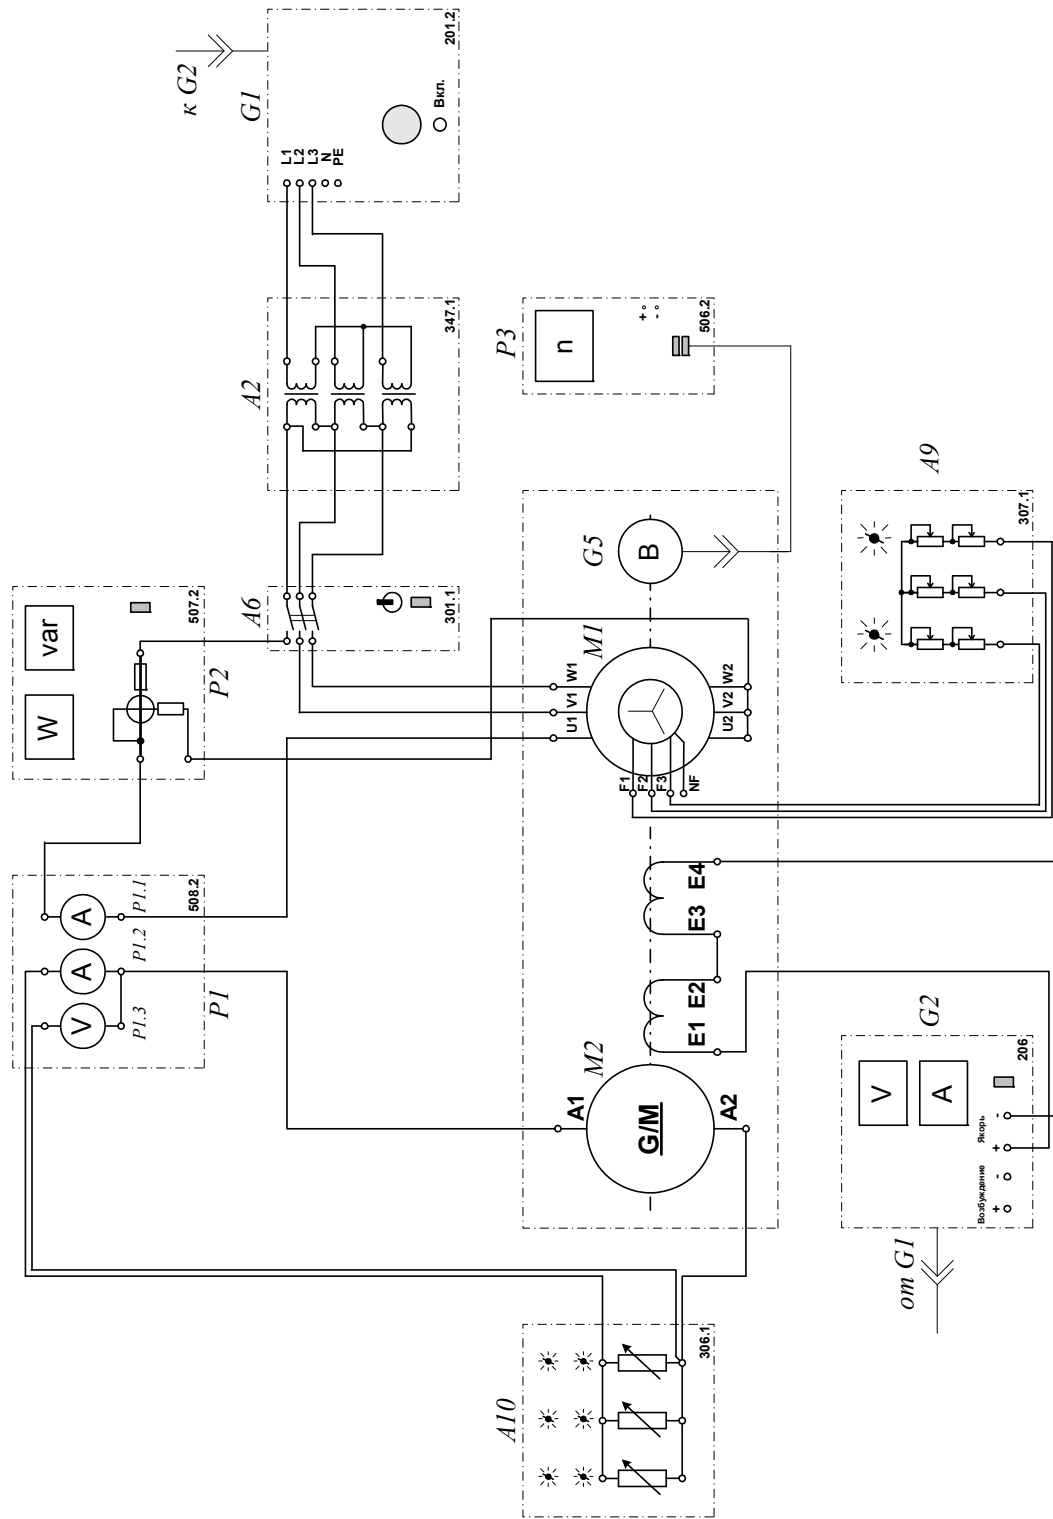 к G2
G1
201.2
Вкл.
L1
L2
L3
N
PE
A2
347.1
P3
n
+
-
506.2
A6
301.1
W
var
507.2
P2
G5
B
M1
U1
V1
W1
U2
V2
W2
F1
F2
F3
NF
A9
307.1
A
P1.1
A
P1.2
V
P1.3
508.2
P1
E1
E2
E3
E4
M2
A1
G/M
A2
G2
V
A
206
Возбуждение
Якорь
+
-
+
-
от G1
A10
306.1